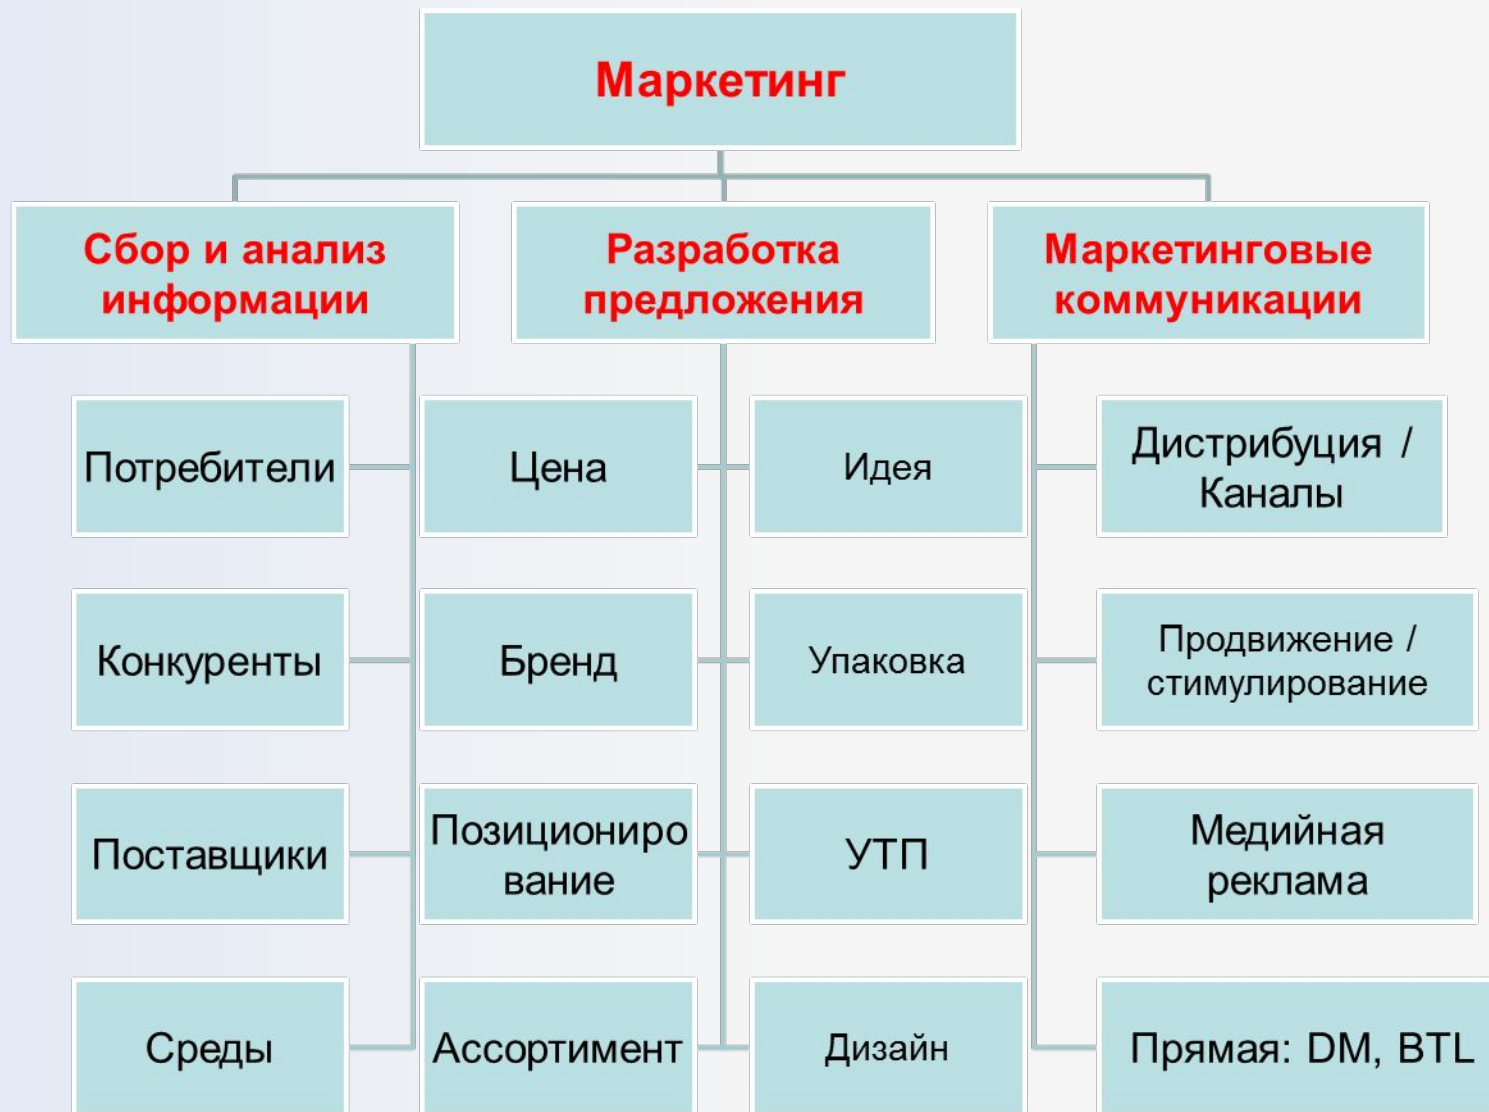 Маркетинг
Сбор и анализ
информации
Разработка
предложения
Маркетинговые
коммуникации
Потребители
Цена
Идея
Дистрибуция /
Каналы
Конкуренты
Бренд
Упаковка
Продвижение /
стимулирование
Поставщики
Позициониро
вание
УТП
Медийная
реклама
Среды
Ассортимент
Дизайн
Прямая: DM, BTL